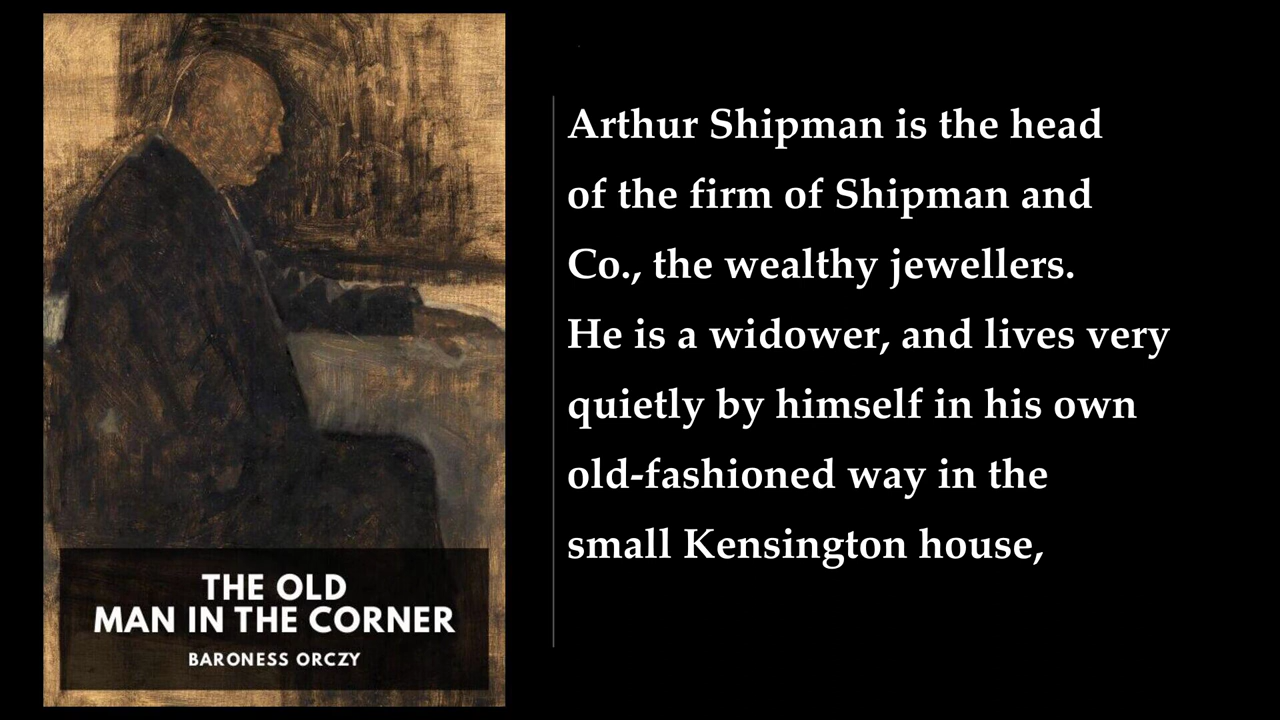 THE OLD
MAN IN THE CORNER
BARONESS ORCZY
Arthur Shipman is the head
of the firm of Shipman and
Co., the wealthy jewellers.
He is a widower, and lives very
quietly by himself in his own
old-fashioned way in the
small Kensington house,